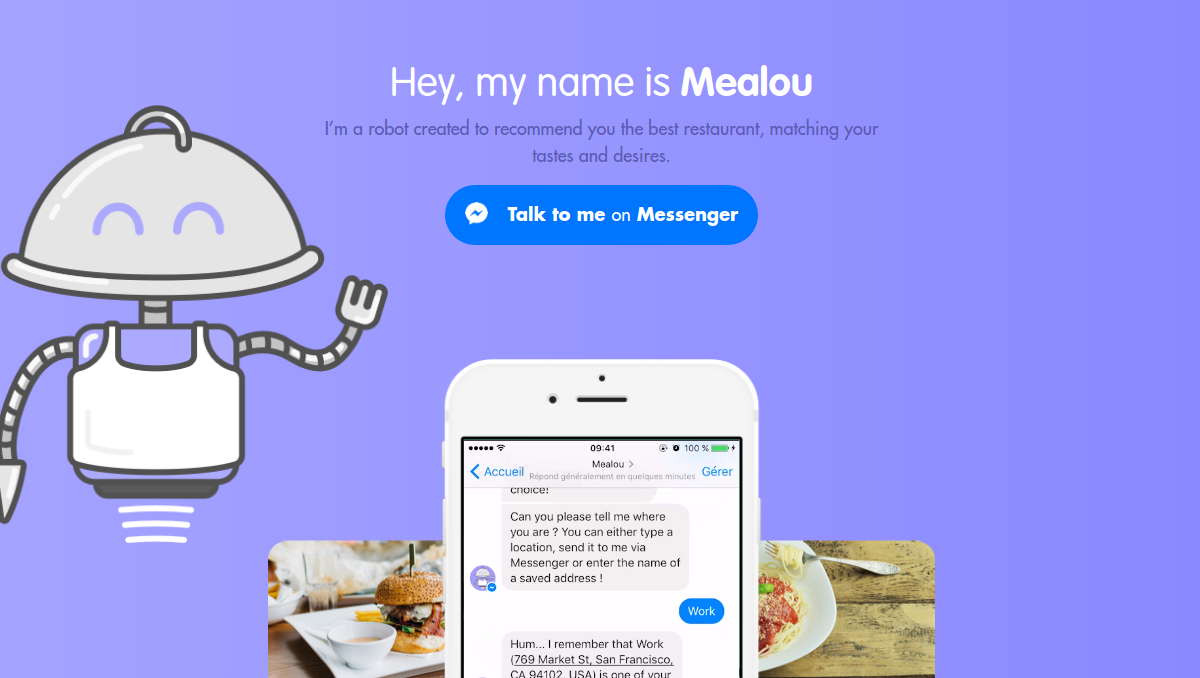 Hey, my name is Mealou
I'm a robot created to recommend you the best restaurant, matching your
tastes and desires.
Talk to me on Messenger
09:41
100 %
Accueil
Mealou
Répond généralement en quelques minutes
Gérer
choice!
Can you please tell me where
you are ? You can either type a
location, send it to me via
Messenger or enter the name of
a saved address !
Work
Hum... I remember that Work
(769 Market St, San Francisco,
CA 94102, USA) is one of your